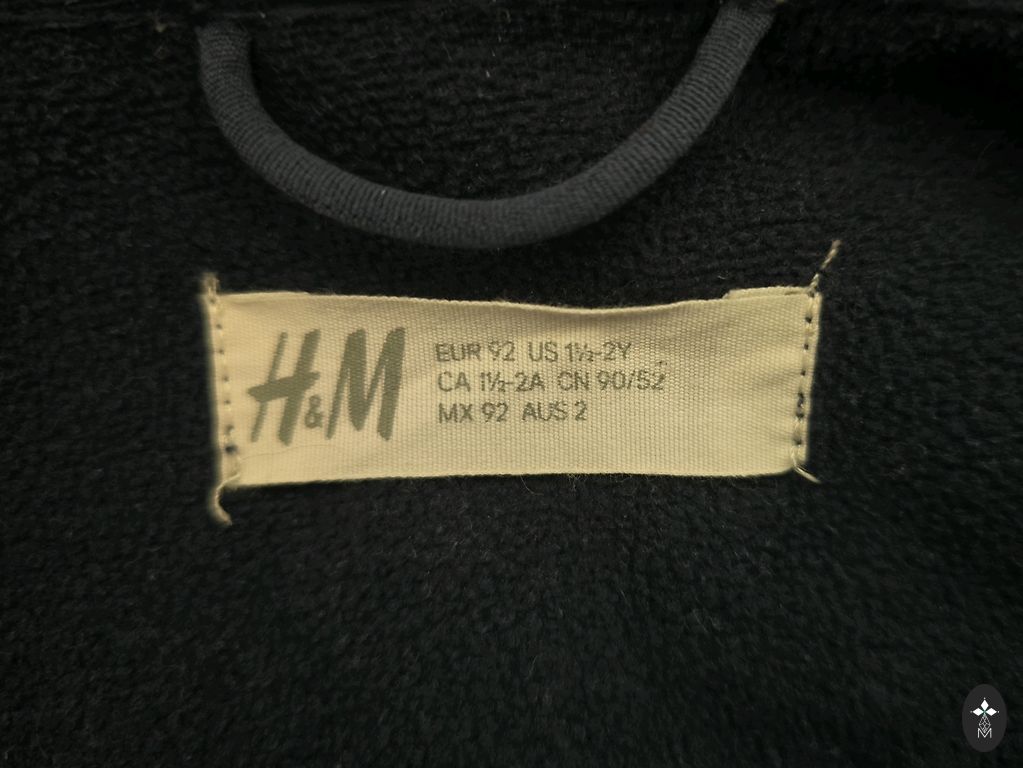 H&M
EUR 92 US 1½-2Y
CA 1½-2A CN 90/52
MX 92 AUS 2
M